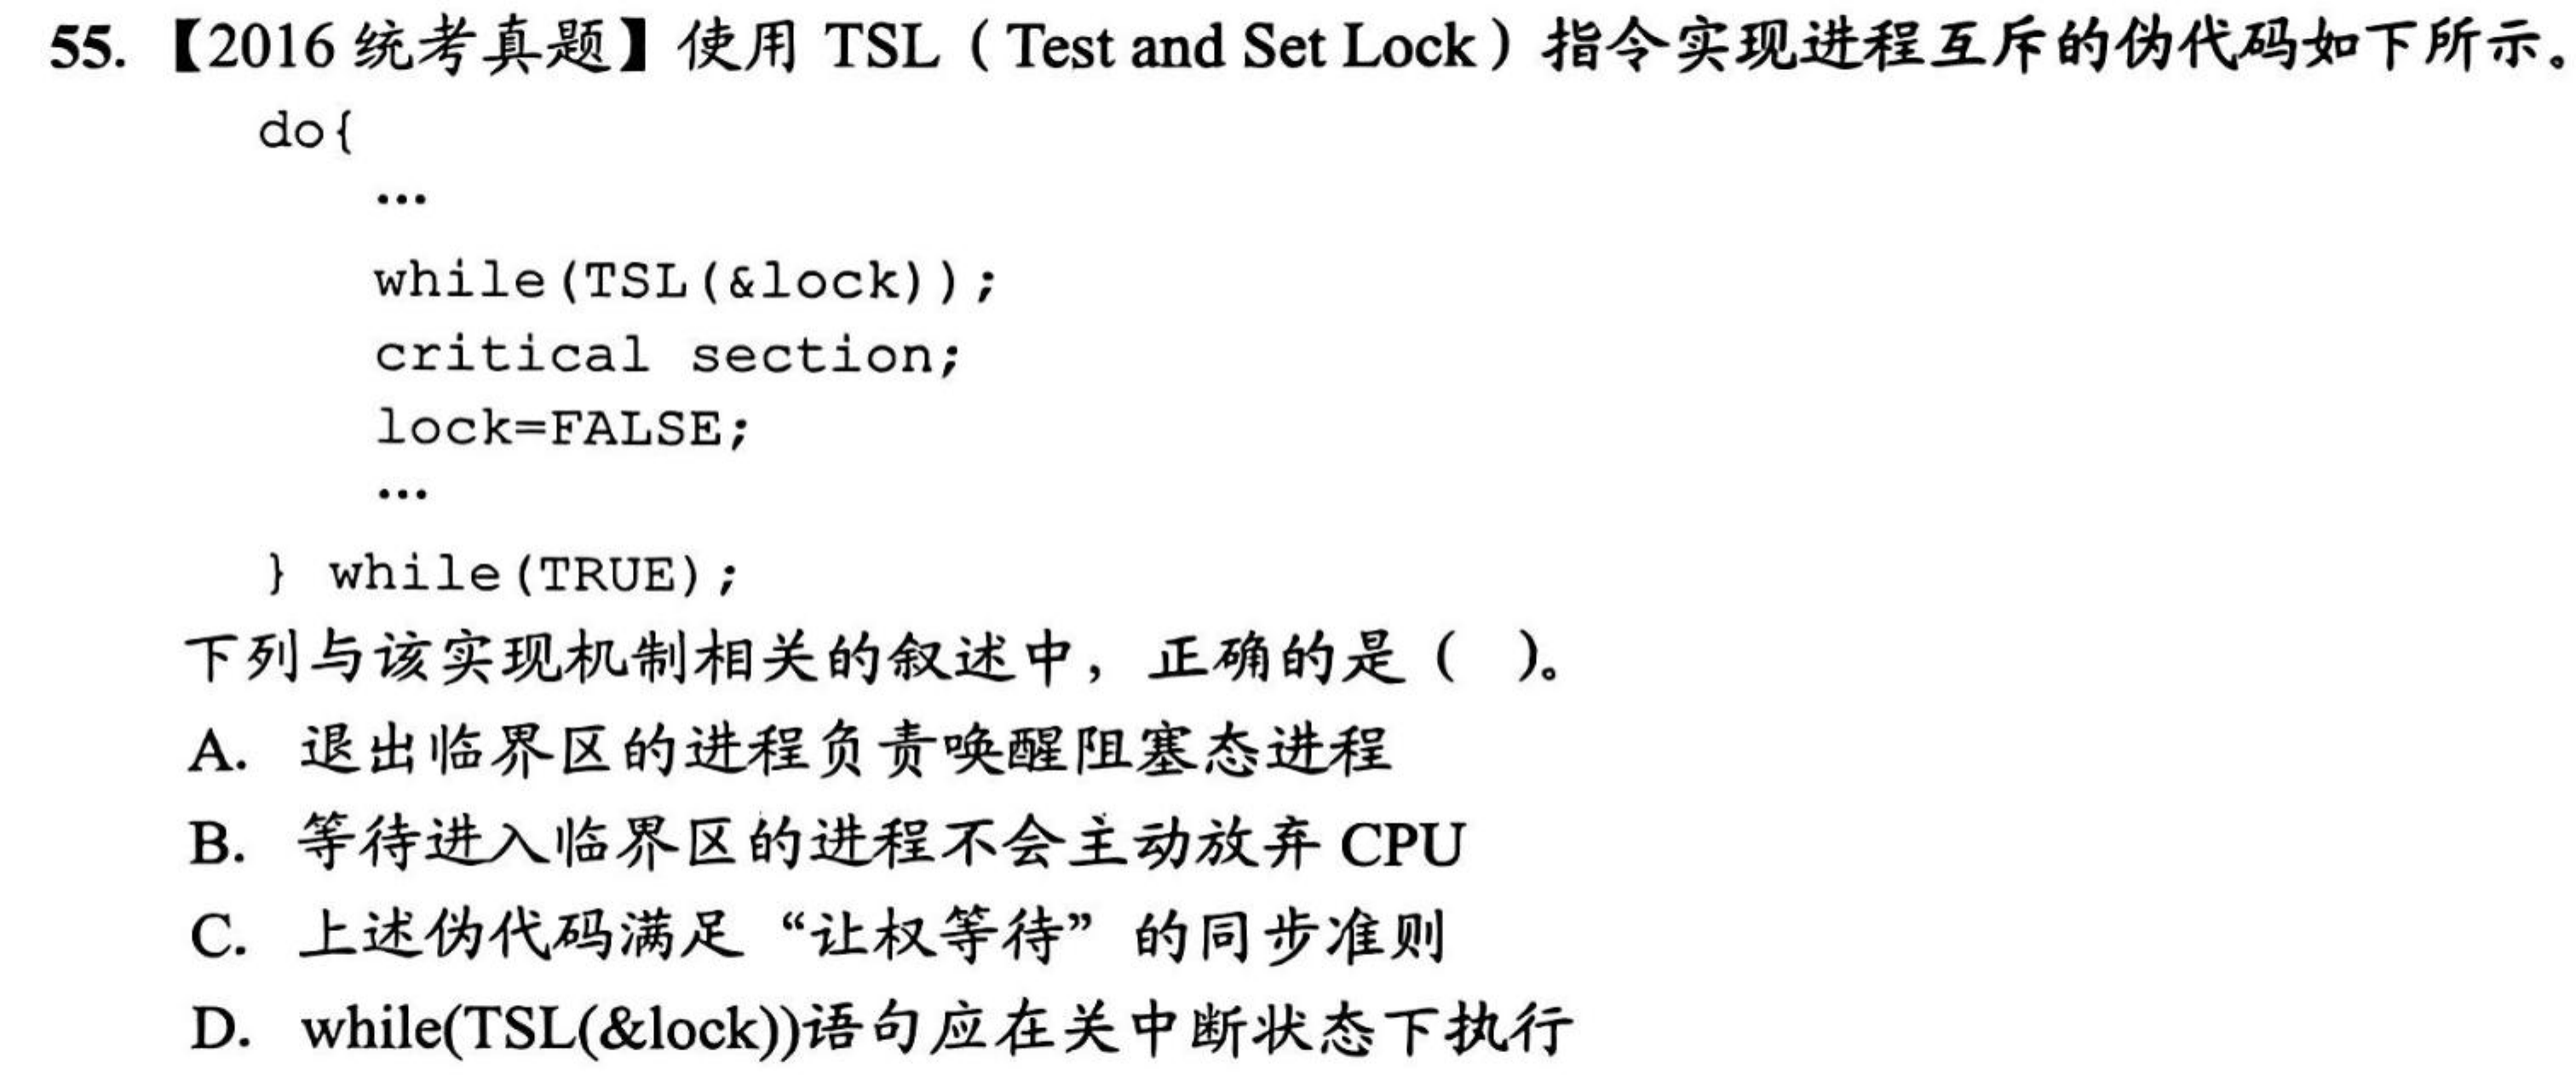 55.【2016 统考真题】使用 TSL（Test and Set Lock）指令实现进程互斥的伪代码如下所示。
do{
…
while(TSL(&lock));
critical section;
lock=FALSE;
…
} while(TRUE);
下列与该实现机制相关的叙述中，正确的是（ ）。
A. 退出临界区的进程负责唤醒阻塞态进程
B. 等待进入临界区的进程不会主动放弃 CPU
C. 上述伪代码满足“让权等待”的同步准则
D. while(TSL(&lock))语句应在关中断状态下执行